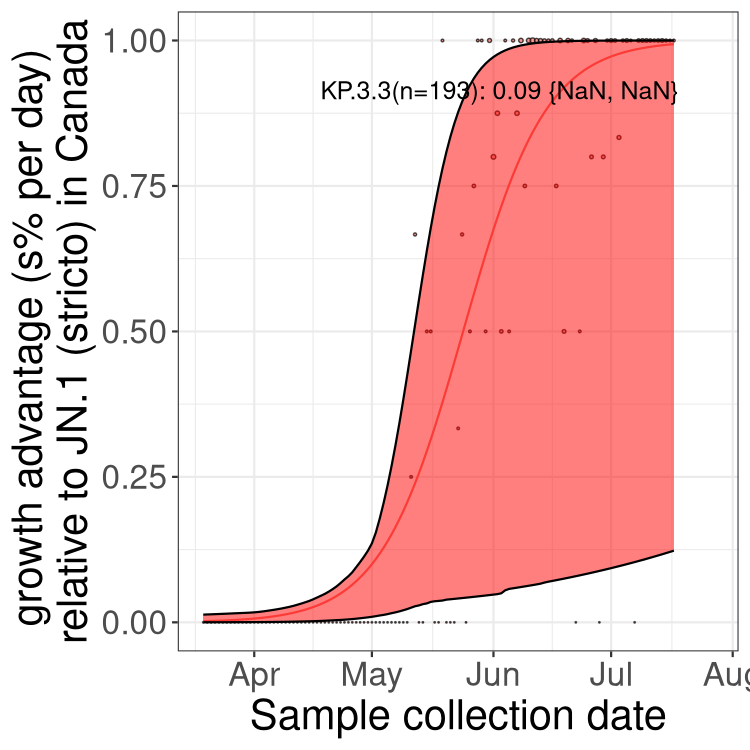 growth advantage (s% per day)
relative to JN.1 (stricto) in Canada
1.00
0.75
0.50
0.25
0.00
KP.3.3(n=193): 0.09 {NaN, NaN}
Apr May Jun Jul Aug
Sample collection date